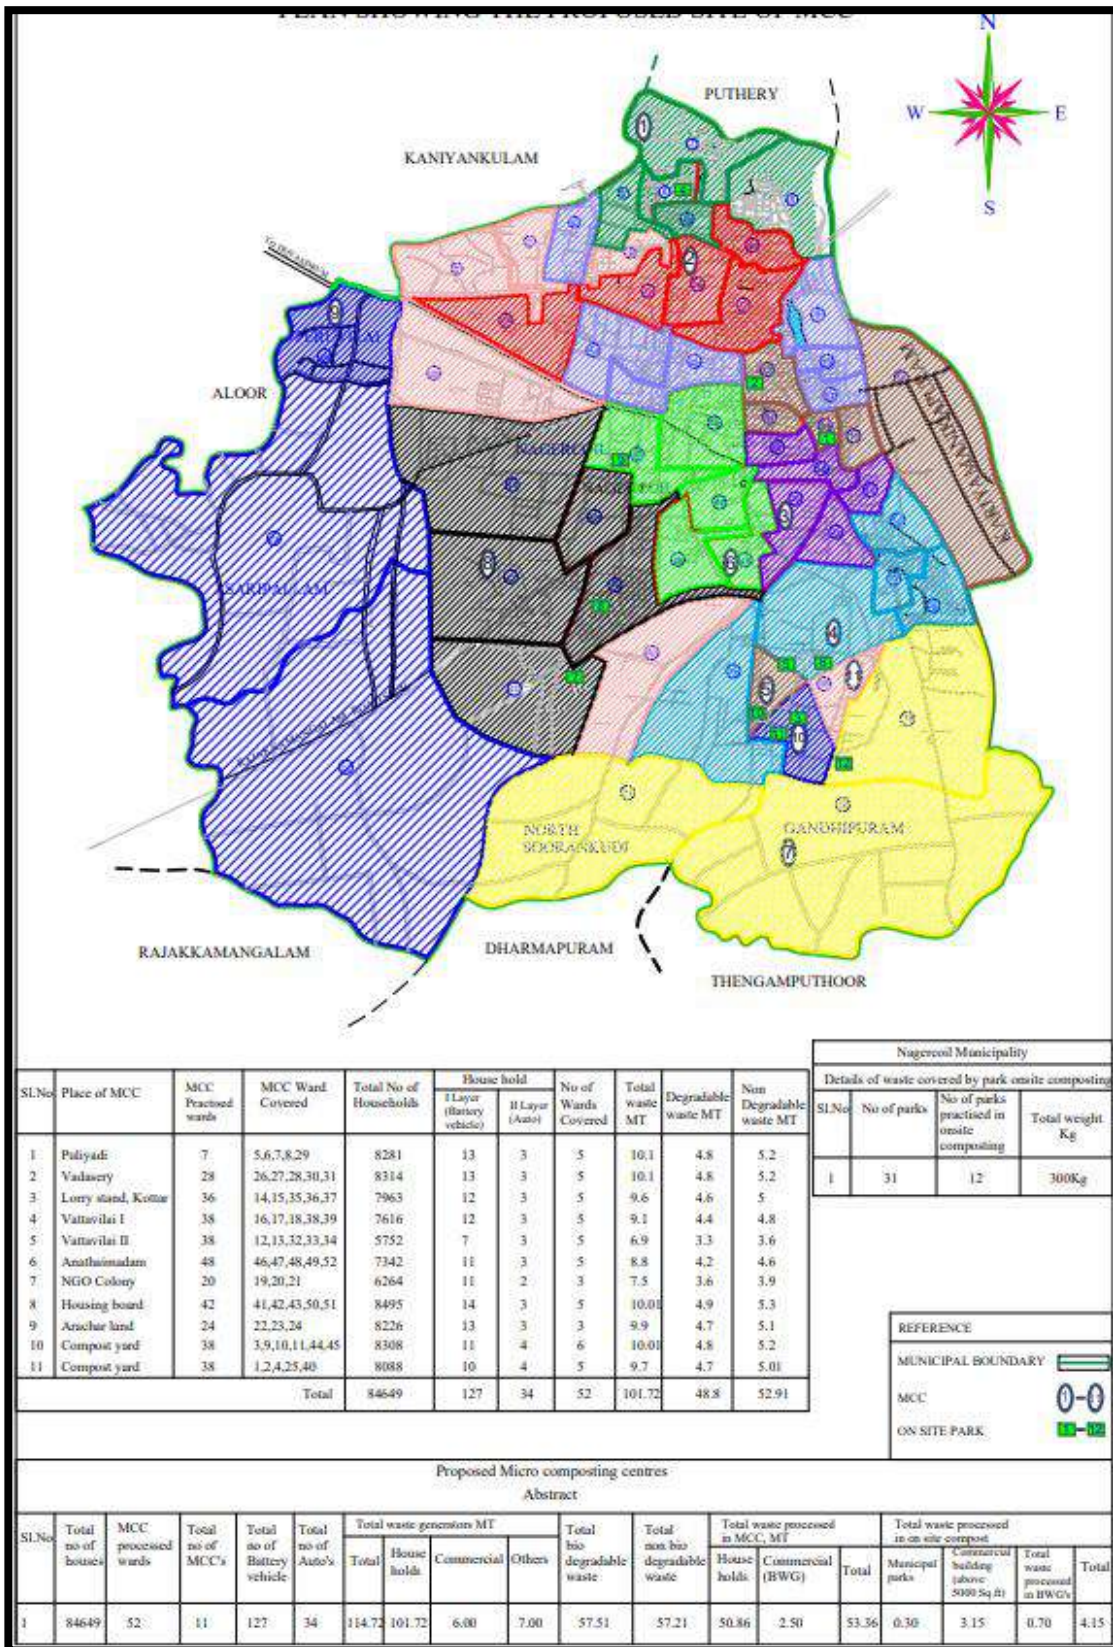 PLAN SHOWING THE PROPOSED SITE OF MCC
N
W
E
S
PUTHERY
KANIYANKULAM
ALOOR
NAGERCOIL
SARIPALLAM
NORTH
SOORANKUDI
GANDHIPURAM
RAJAKKAMANGALAM
DHARMAPURAM
THENGAMPUTHOOR
Nagercoil Municipality
Details of waste covered by park onsite composting
Sl.No No of parks No of parks practised in onsite composting Total weight Kg
1 31 12 300Kg
Sl.No Place of MCC MCC Practised wards MCC Ward Covered Total No of Households House hold I Layer (Battery vehicle) II Layer (Auto) No of Wards Covered Total waste MT Degradable waste MT Non Degradable waste MT
1 Puliyadi 7 5,6,7,8,29 8281 13 3 5 10.1 4.8 5.2
2 Vadasery 28 26,27,28,30,31 8314 13 3 5 10.1 4.8 5.2
3 Lorry stand, Kottar 36 14,15,35,36,37 7963 12 3 5 9.6 4.6 5
4 Vattavilai I 38 16,17,18,38,39 7616 12 3 5 9.1 4.4 4.8
5 Vattavilai II 38 12,13,32,33,34 5752 7 3 5 6.9 3.3 3.6
6 Anathaimadam 48 46,47,48,49,52 7342 11 3 5 8.8 4.2 4.6
7 NGO Colony 20 19,20,21 6264 11 2 3 7.5 3.6 3.9
8 Housing board 42 41,42,43,50,51 8495 14 3 5 10.01 4.9 5.3
9 Arachar land 24 22,23,24 8226 13 3 3 9.9 4.7 5.1
10 Compost yard 38 3,9,10,11,44,45 8308 11 4 6 10.01 4.8 5.2
11 Compost yard 38 1,2,4,25,40 8088 10 4 5 9.7 4.7 5.01
Total 84649 127 34 52 101.72 48.8 52.91
REFERENCE
MUNICIPAL BOUNDARY
MCC 1-11
ON SITE PARK 1-12
Proposed Micro composting centres
Abstract
Sl.No Total no of houses MCC processed wards Total no of MCC's Total no of Battery vehicle Total no of Auto's Total waste generators MT Total House holds Commercial Others Total bio degradable waste Total non bio degradable waste Total waste processed in MCC, MT House holds Commercial (BWG) Total Total waste processed in on site compost Municipal parks Commercial building (above 5000 Sq.ft) Total waste processed in BWG's Total
1 84649 52 11 127 34 114.72 101.72 6.00 7.00 57.51 57.21 50.86 2.50 53.36 0.30 3.15 0.70 4.15